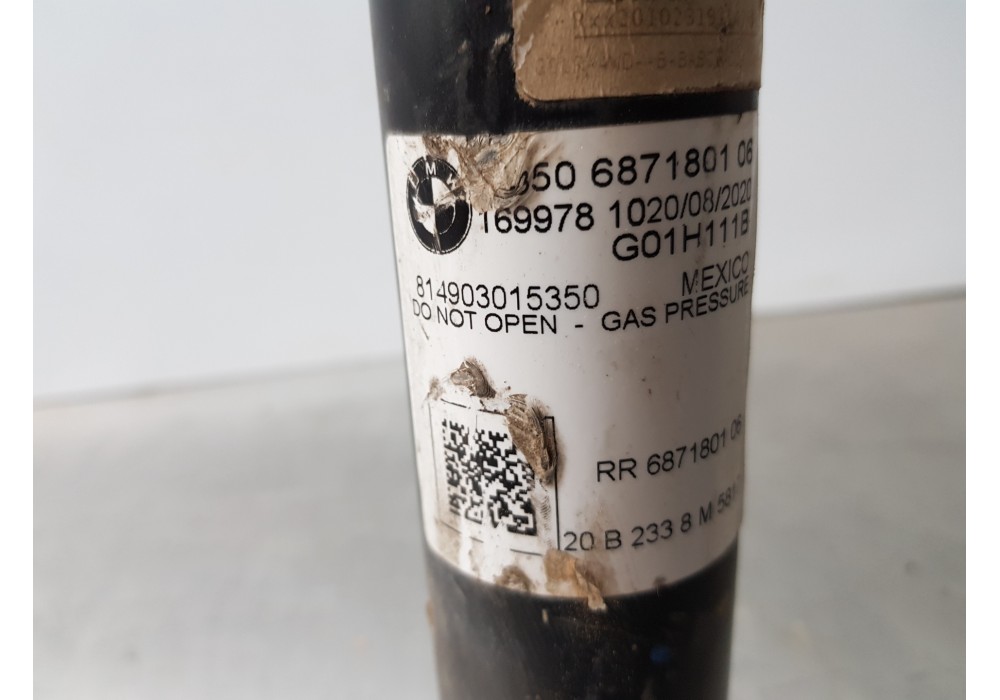 BMW
6871801 06
169978 1020/08/2020
G01H111B
MEXICO
814903015350
DO NOT OPEN - GAS PRESSURE
RR 6871801 06
20 B 233 8 M